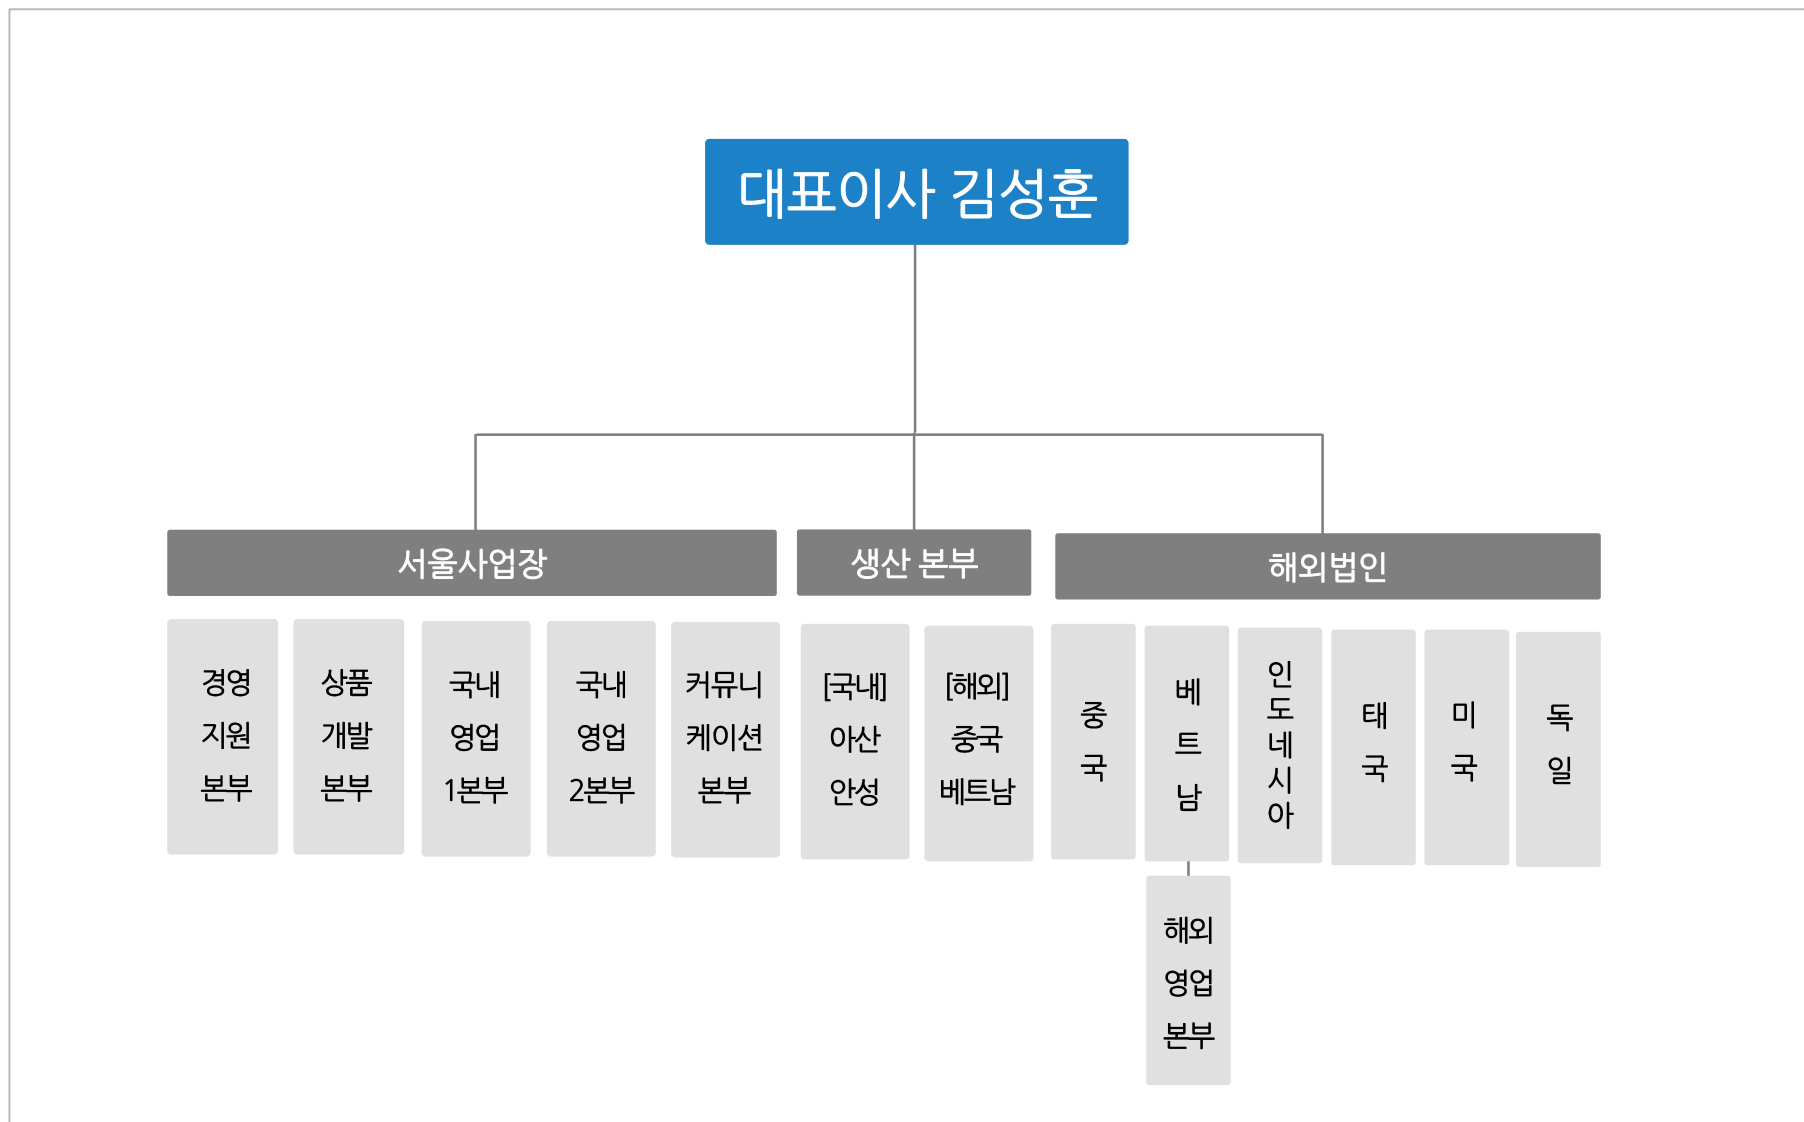 대표이사 김성훈
서울사업장
생산 본부
해외법인
경영
지원
본부
상품
개발
본부
국내
영업
1본부
국내
영업
2본부
커뮤니
케이션
본부
[국내]
아산
안성
[해외]
중국
베트남
중
국
베
트
남
인
도
네
시
아
태
국
미
국
독
일
해외
영업
본부